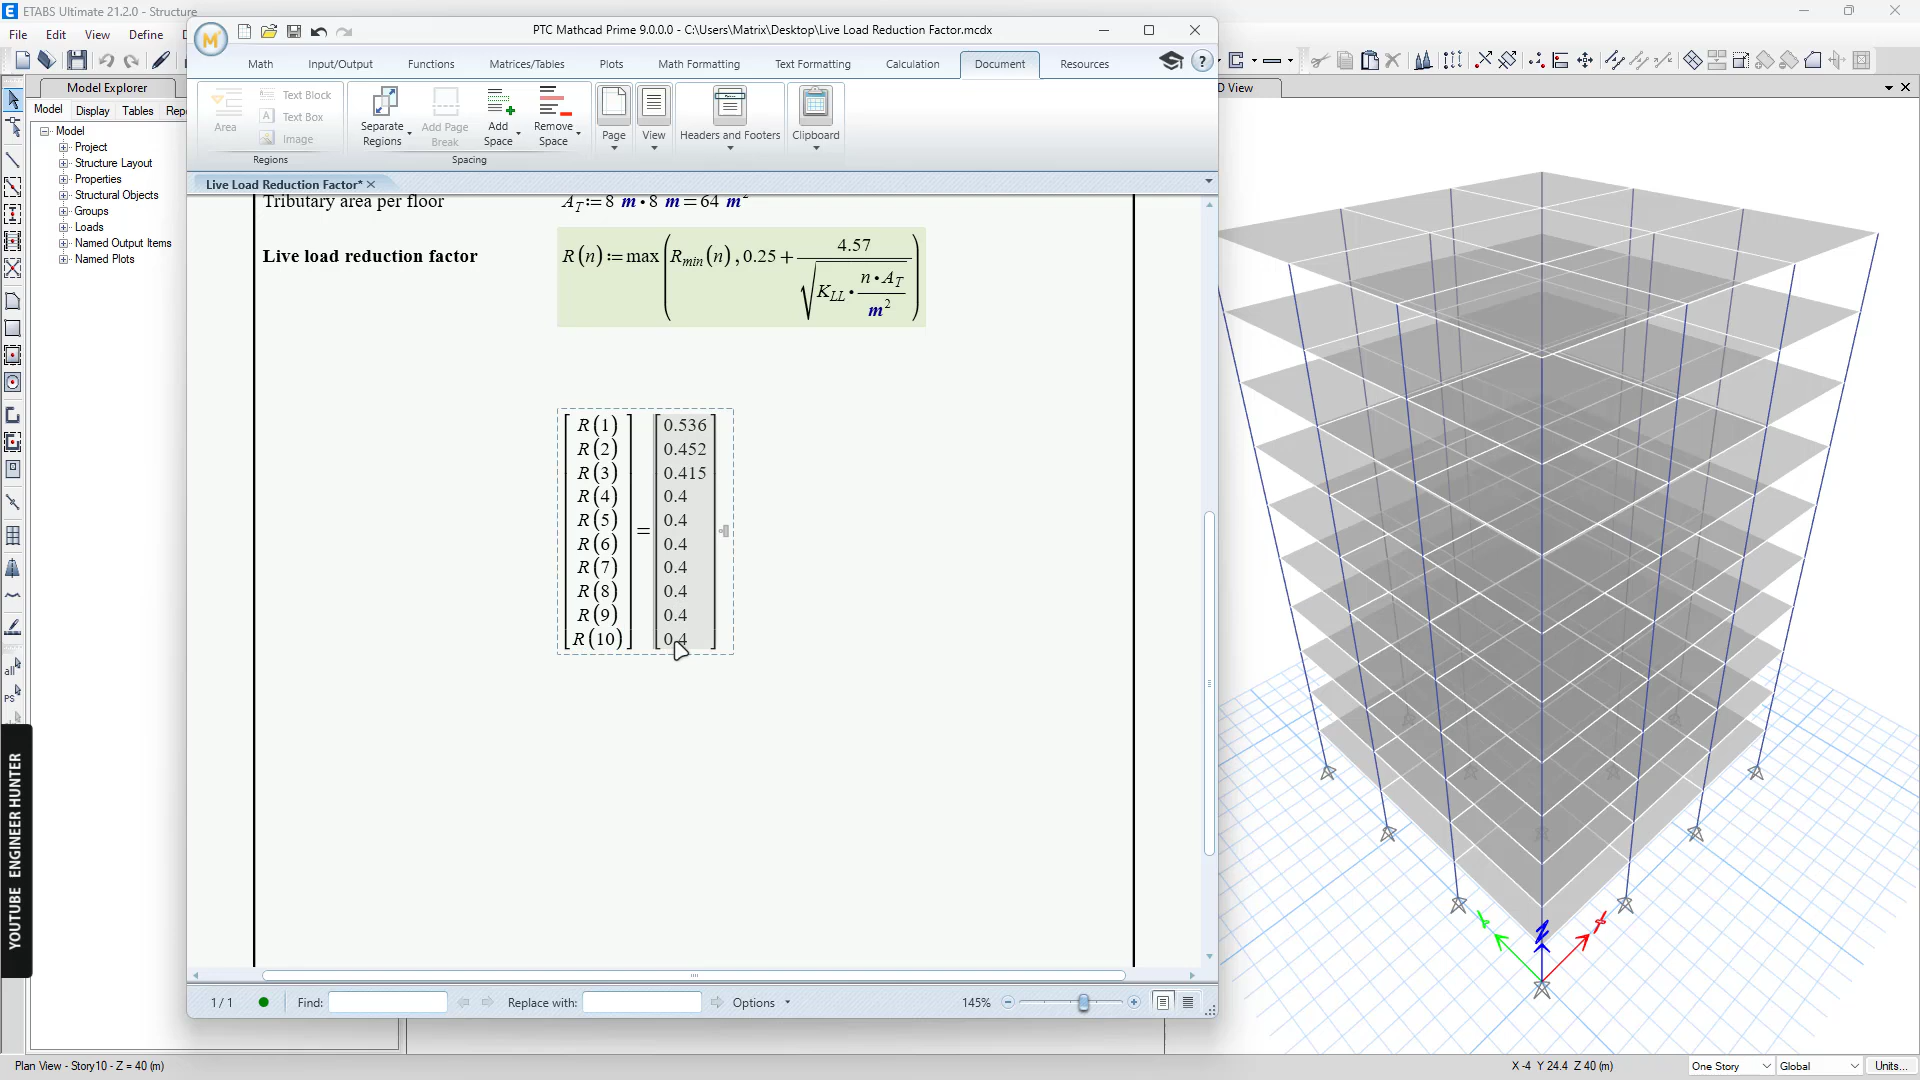 ETABS Ultimate 21.2.0 - Structure
File Edit View Define
PTC Mathcad Prime 9.0.0.0 - C:\Users\Matrix\Desktop\Live Load Reduction Factor.mcdx
Math Input/Output Functions Matrices/Tables Plots Math Formatting Text Formatting Calculation Document Resources
Area
Text Block
Text Box
Image
Regions
Separate Regions
Add Page Break
Add Space
Remove Space
Spacing
Page
View
Headers and Footers
Clipboard
Live Load Reduction Factor*
Model Explorer
Model Display Tables Rep
Model
Project
Structure Layout
Properties
Structural Objects
Groups
Loads
Named Output Items
Named Plots
D View
all
PS
YOUTUBE ENGINEER HUNTER
Tributary area per floor A_T := 8 m • 8 m = 64 m²
Live load reduction factor R(n) := max(R_min(n), 0.25 + 4.57 / √(K_LL • n • A_T / m²))
R(1) 0.536
R(2) 0.452
R(3) 0.415
R(4) 0.4
R(5) 0.4
R(6) = 0.4
R(7) 0.4
R(8) 0.4
R(9) 0.4
R(10) 0.4
1 / 1 Find: Replace with: Options 145%
Plan View - Story10 - Z = 40 (m)
X -4 Y 24.4 Z 40 (m)
One Story Global Units...